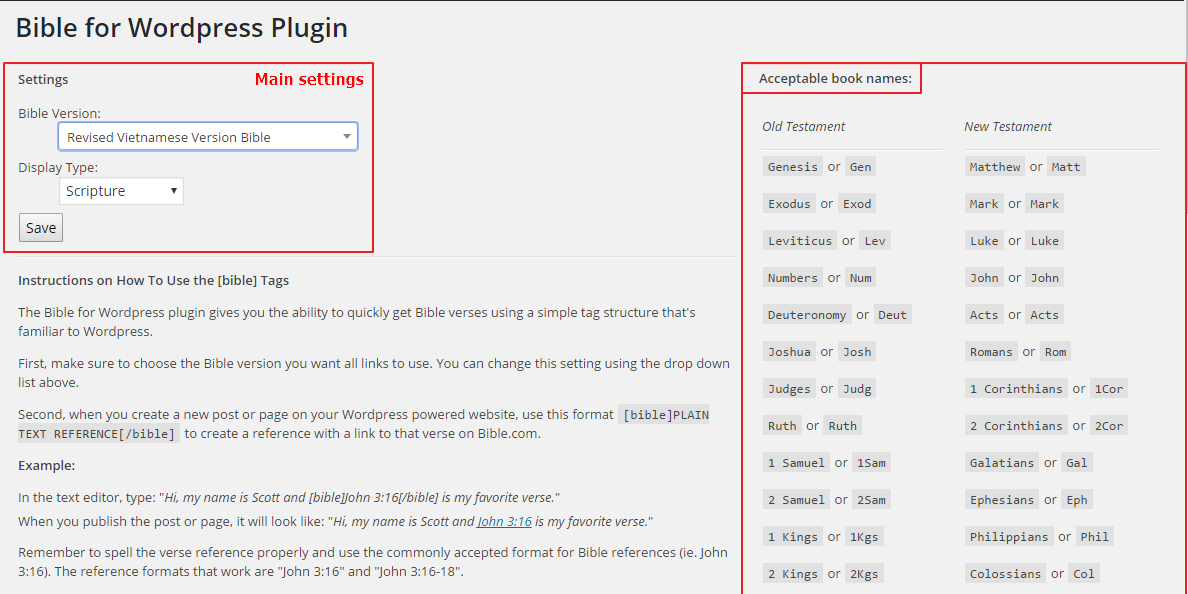 Bible for Wordpress Plugin
Settings
Main settings
Bible Version:
Revised Vietnamese Version Bible
Display Type:
Scripture
Save
Instructions on How To Use the [bible] Tags
The Bible for Wordpress plugin gives you the ability to quickly get Bible verses using a simple tag structure that's
familiar to Wordpress.
First, make sure to choose the Bible version you want all links to use. You can change this setting using the drop down
list above.
Second, when you create a new post or page on your Wordpress powered website, use this format [bible]PLAIN
TEXT REFERENCE[/bible] to create a reference with a link to that verse on Bible.com.
Example:
In the text editor, type: "Hi, my name is Scott and [bible]John 3:16[/bible] is my favorite verse."
When you publish the post or page, it will look like: "Hi, my name is Scott and John 3:16 is my favorite verse."
Remember to spell the verse reference properly and use the commonly accepted format for Bible references (ie. John
3:16). The reference formats that work are "John 3:16" and "John 3:16-18".
Acceptable book names:
Old Testament
Genesis or Gen
Exodus or Exod
Leviticus or Lev
Numbers or Num
Deuteronomy or Deut
Joshua or Josh
Judges or Judg
Ruth or Ruth
1 Samuel or 1Sam
2 Samuel or 2Sam
1 Kings or 1Kgs
2 Kings or 2Kgs
New Testament
Matthew or Matt
Mark or Mark
Luke or Luke
John or John
Acts or Acts
Romans or Rom
1 Corinthians or 1Cor
2 Corinthians or 2Cor
Galatians or Gal
Ephesians or Eph
Philippians or Phil
Colossians or Col